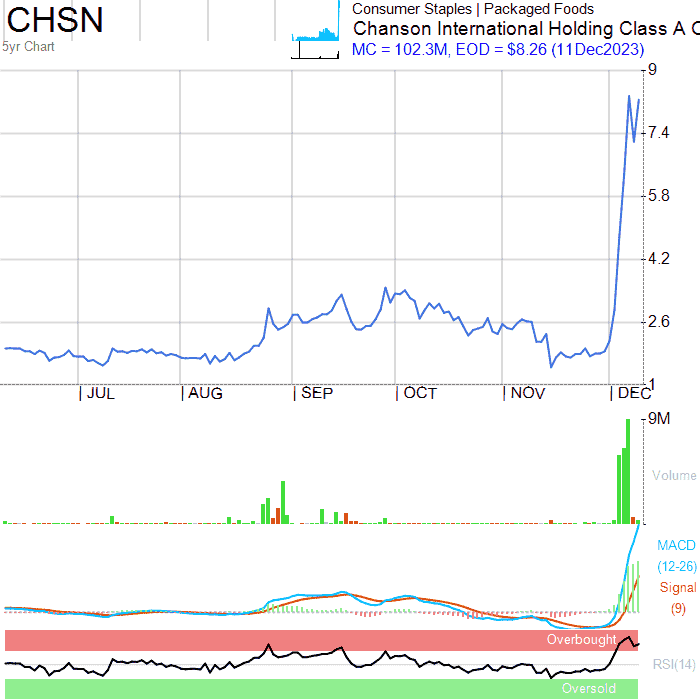 CHSN
5yr Chart
Consumer Staples | Packaged Foods
Chanson International Holding Class A O
MC = 102.3M, EOD = $8.26 (11Dec2023)
9
7.4
5.8
4.2
2.6
1
JUL AUG SEP OCT NOV DEC
9M
Volume
MACD
(12-26)
Signal
(9)
Overbought
RSI(14)
Oversold